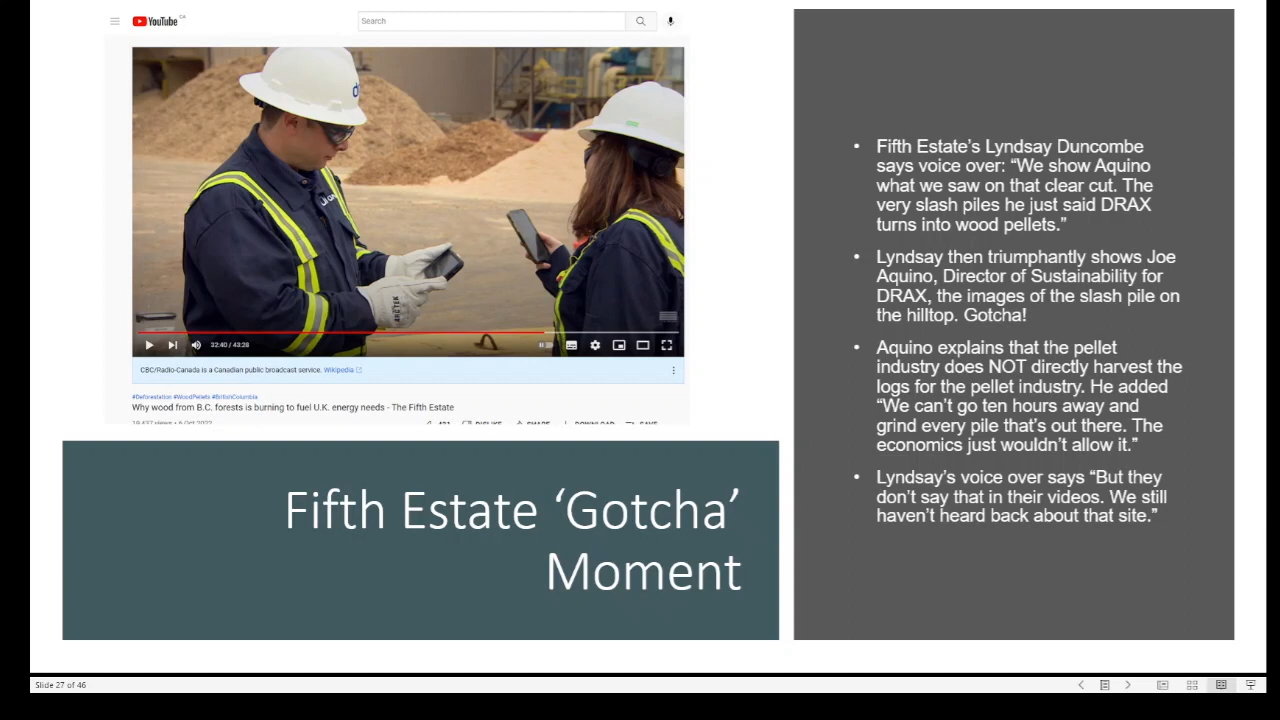 YouTube CA
Search
32:40 / 43:28
CBC/Radio-Canada is a Canadian public broadcast service. Wikipedia
#Deforestation #WoodPellets #BritishColumbia
Why wood from B.C. forests is burning to fuel U.K. energy needs - The Fifth Estate
431 DISLIKE SHARE DOWNLOAD SAVE
Fifth Estate ‘Gotcha’
Moment
• Fifth Estate’s Lyndsay Duncombe
says voice over: “We show Aquino
what we saw on that clear cut. The
very slash piles he just said DRAX
turns into wood pellets.”
• Lyndsay then triumphantly shows Joe
Aquino, Director of Sustainability for
DRAX, the images of the slash pile on
the hilltop. Gotcha!
• Aquino explains that the pellet
industry does NOT directly harvest the
logs for the pellet industry. He added
“We can’t go ten hours away and
grind every pile that’s out there. The
economics just wouldn’t allow it.”
• Lyndsay’s voice over says “But they
don’t say that in their videos. We still
haven’t heard back about that site.”
Slide 27 of 46